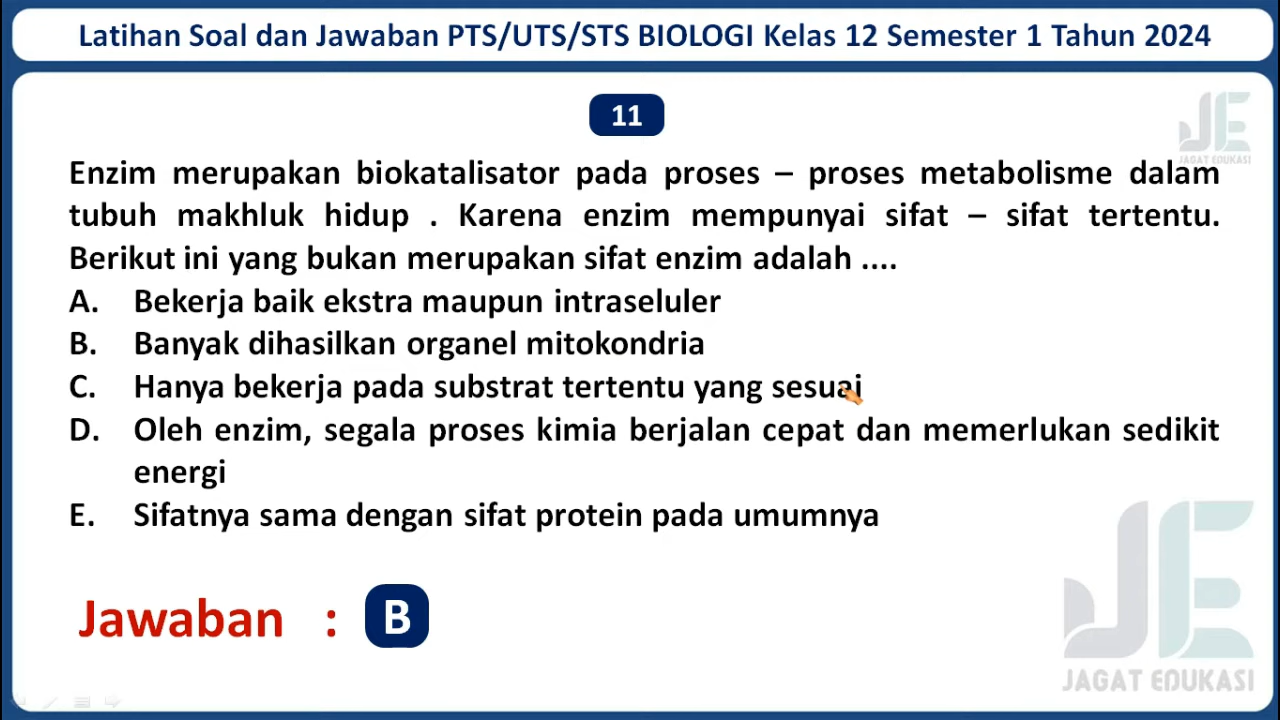 Latihan Soal dan Jawaban PTS/UTS/STS BIOLOGI Kelas 12 Semester 1 Tahun 2024
11
JAGAT EDUKASI
Enzim merupakan biokatalisator pada proses – proses metabolisme dalam
tubuh makhluk hidup . Karena enzim mempunyai sifat – sifat tertentu.
Berikut ini yang bukan merupakan sifat enzim adalah ....
A. Bekerja baik ekstra maupun intraseluler
B. Banyak dihasilkan organel mitokondria
C. Hanya bekerja pada substrat tertentu yang sesuai
D. Oleh enzim, segala proses kimia berjalan cepat dan memerlukan sedikit
energi
E. Sifatnya sama dengan sifat protein pada umumnya
Jawaban : B
JAGAT EDUKASI